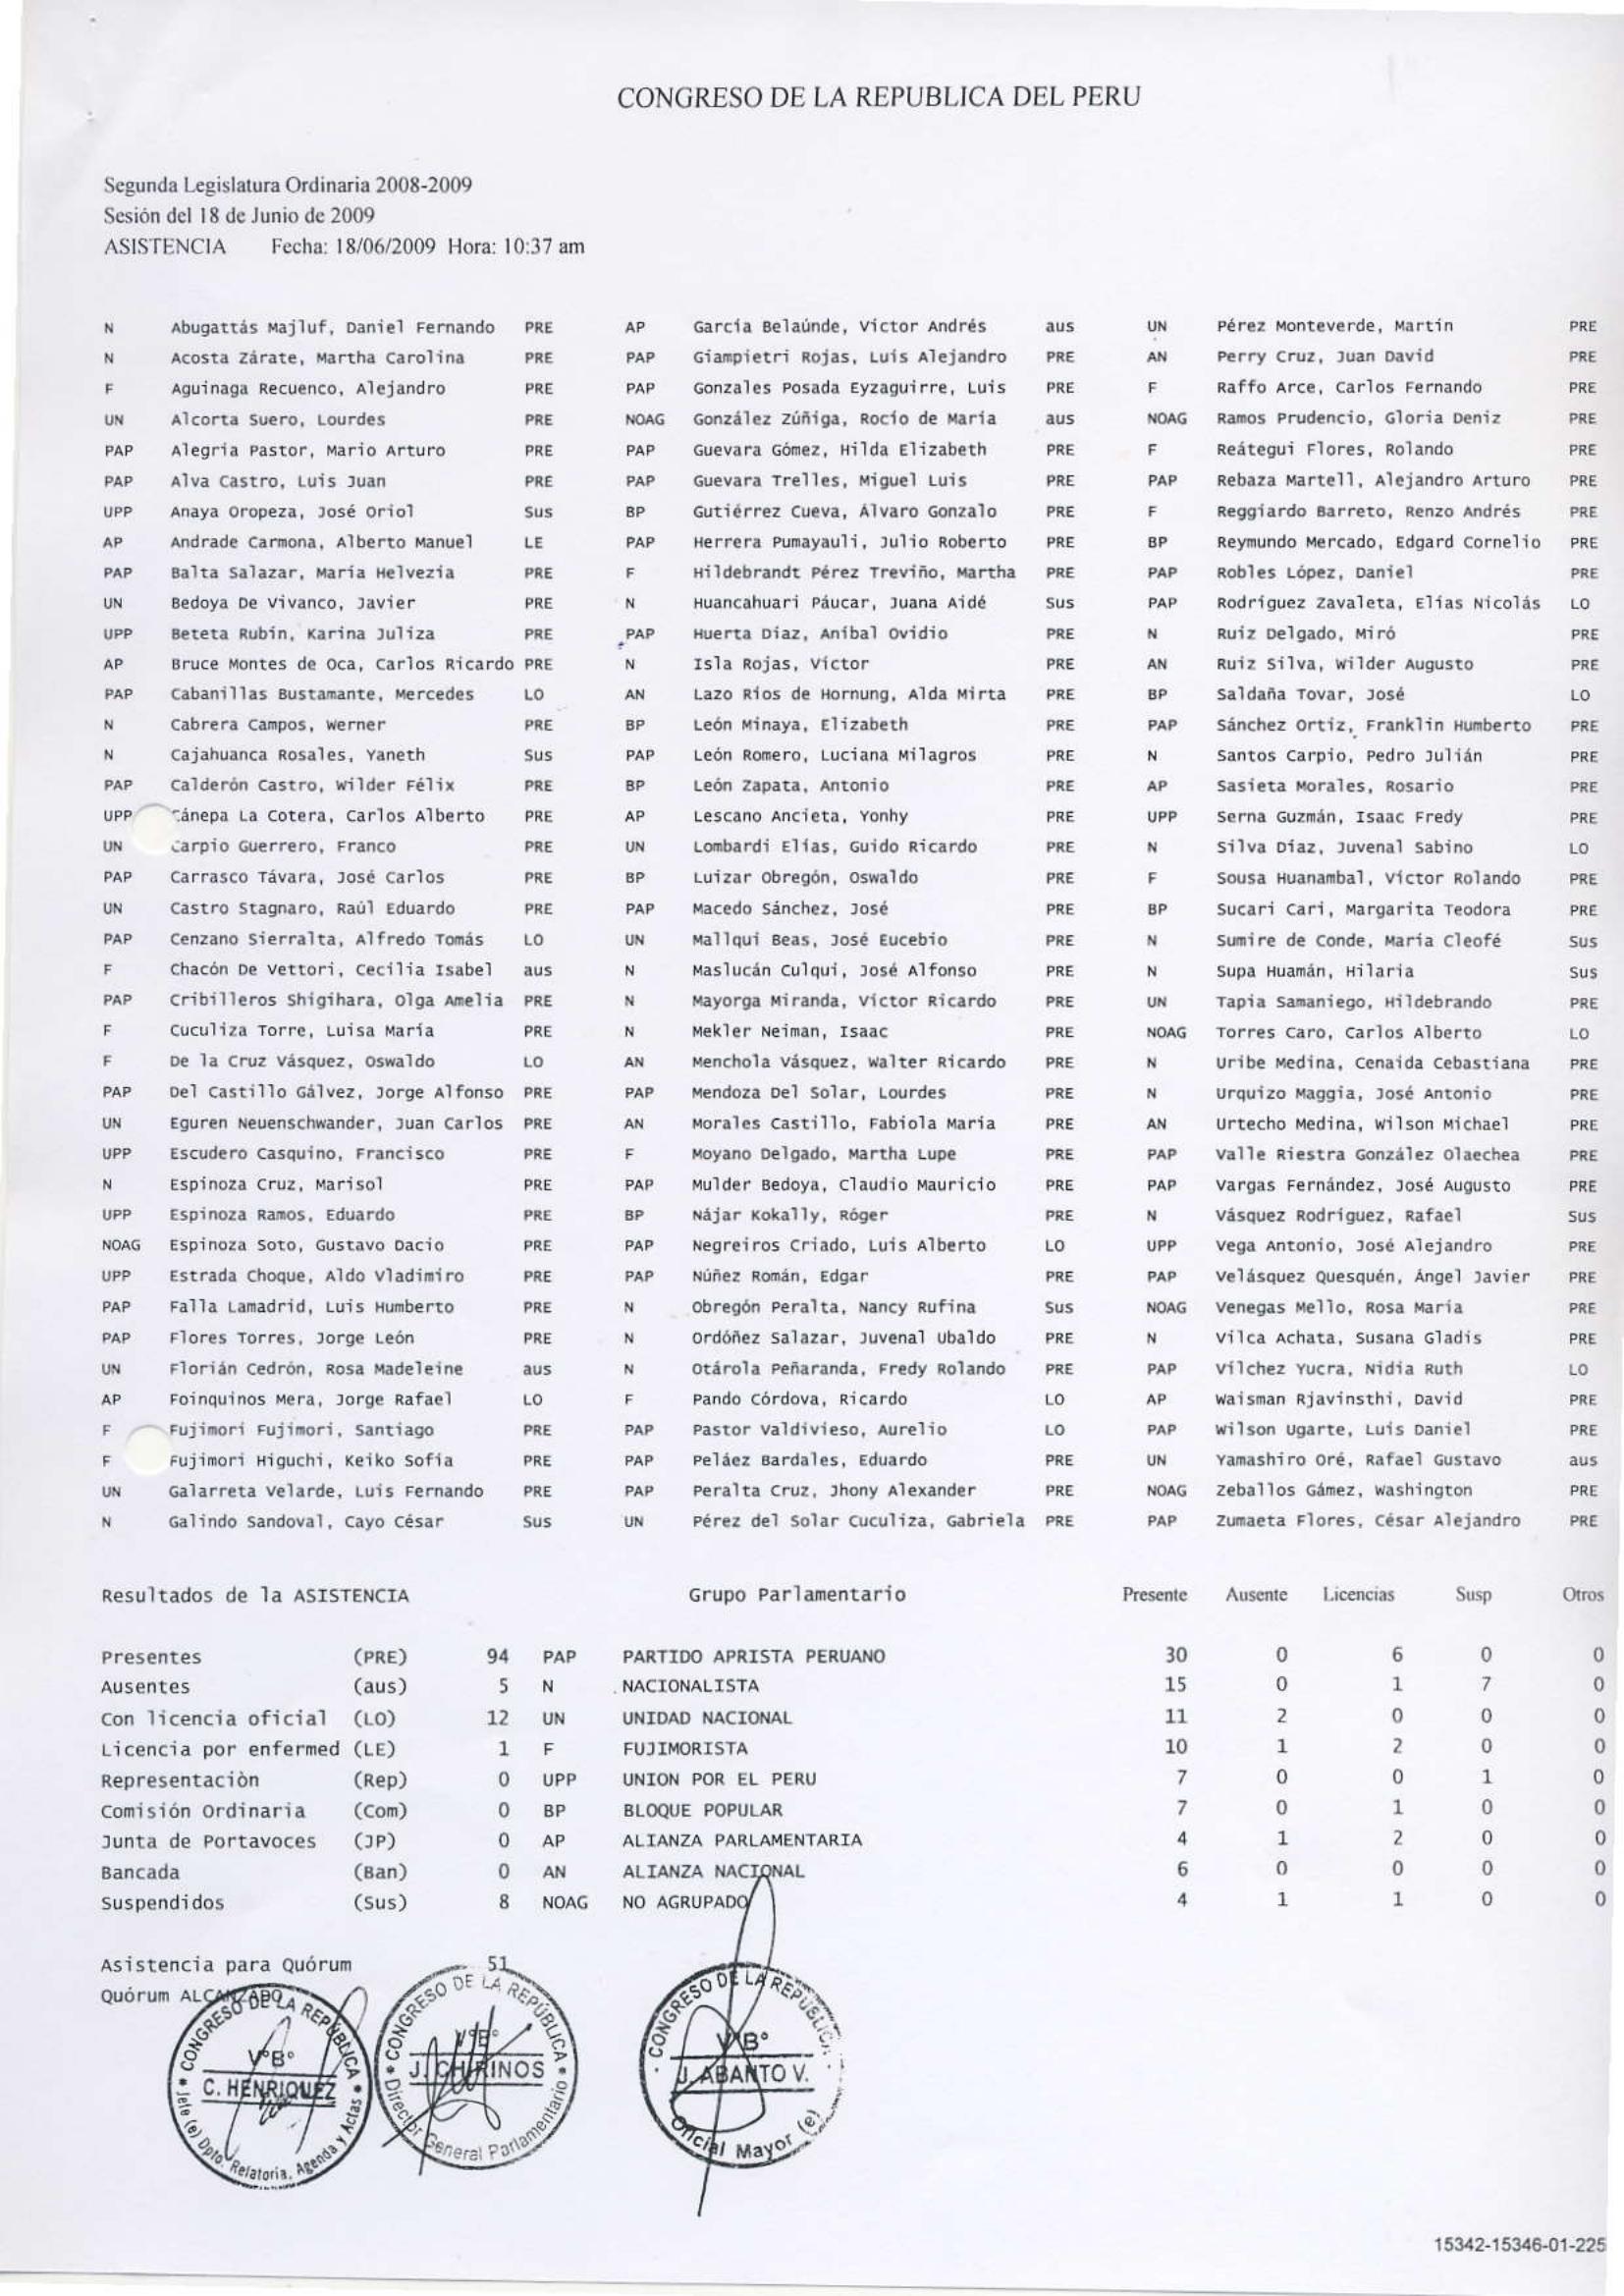 CONGRESO DE LA REPUBLICA DEL PERU
Segunda Legislatura Ordinaria 2008-2009
Sesión del 18 de Junio de 2009
ASISTENCIA Fecha: 18/06/2009 Hora: 10:37 am
N Abugattás Majluf, Daniel Fernando PRE AP García Belaúnde, Víctor Andrés aus UN Pérez Monteverde, Martín PRE
N Acosta Zárate, Martha Carolina PRE PAP Giampietri Rojas, Luis Alejandro PRE AN Perry Cruz, Juan David PRE
F Aguinaga Recuenco, Alejandro PRE PAP Gonzales Posada Eyzaguirre, Luis PRE F Raffo Arce, Carlos Fernando PRE
UN Alcorta Suero, Lourdes PRE NOAG González Zúñiga, Rocío de María aus NOAG Ramos Prudencio, Gloria Deniz PRE
PAP Alegría Pastor, Mario Arturo PRE PAP Guevara Gómez, Hilda Elizabeth PRE F Reátegui Flores, Rolando PRE
PAP Alva Castro, Luis Juan PRE PAP Guevara Trelles, Miguel Luis PRE PAP Rebaza Martell, Alejandro Arturo PRE
UPP Anaya Oropeza, José Oriol Sus BP Gutiérrez Cueva, Álvaro Gonzalo PRE F Reggiardo Barreto, Renzo Andrés PRE
AP Andrade Carmona, Alberto Manuel LE PAP Herrera Pumayauli, Julio Roberto PRE BP Reymundo Mercado, Edgard Cornelio PRE
PAP Balta Salazar, María Helvezia PRE F Hildebrandt Pérez Treviño, Martha PRE PAP Robles López, Daniel PRE
UN Bedoya De Vivanco, Javier PRE N Huancahuari Páucar, Juana Aidé Sus PAP Rodríguez Zavaleta, Elías Nicolás LO
UPP Beteta Rubín, Karina Juliza PRE PAP Huerta Díaz, Aníbal Ovidio PRE N Ruiz Delgado, Miró PRE
AP Bruce Montes de Oca, Carlos Ricardo PRE N Isla Rojas, Víctor PRE AN Ruiz Silva, Wilder Augusto PRE
PAP Cabanillas Bustamante, Mercedes LO AN Lazo Ríos de Hornung, Alda Mirta PRE BP Saldaña Tovar, José LO
N Cabrera Campos, Werner PRE BP León Minaya, Elizabeth PRE PAP Sánchez Ortiz, Franklin Humberto PRE
N Cajahuanca Rosales, Yaneth Sus PAP León Romero, Luciana Milagros PRE N Santos Carpio, Pedro Julián PRE
PAP Calderón Castro, Wilder Félix PRE BP León Zapata, Antonio PRE AP Sasieta Morales, Rosario PRE
UPP Cánepa La Cotera, Carlos Alberto PRE AP Lescano Ancieta, Yonhy PRE UPP Serna Guzmán, Isaac Fredy PRE
UN Carpio Guerrero, Franco PRE UN Lombardi Elías, Guido Ricardo PRE N Silva Díaz, Juvenal Sabino LO
PAP Carrasco Távara, José Carlos PRE BP Luizar Obregón, Oswaldo PRE F Sousa Huanambal, Víctor Rolando PRE
UN Castro Stagnaro, Raúl Eduardo PRE PAP Macedo Sánchez, José PRE BP Sucari Cari, Margarita Teodora PRE
PAP Cenzano Sierralta, Alfredo Tomás LO UN Mallqui Beas, José Eucebio PRE N Sumire de Conde, María Cleofé Sus
F Chacón De Vettori, Cecilia Isabel aus N Maslucán Culqui, José Alfonso PRE N Supa Huamán, Hilaria Sus
PAP Cribilleros Shigihara, Olga Amelia PRE N Mayorga Miranda, Víctor Ricardo PRE UN Tapia Samaniego, Hildebrando PRE
F Cuculiza Torre, Luisa María PRE N Mekler Neiman, Isaac PRE NOAG Torres Caro, Carlos Alberto LO
F De la Cruz Vásquez, Oswaldo LO AN Menchola Vásquez, Walter Ricardo PRE N Uribe Medina, Cenaida Cebastiana PRE
PAP Del Castillo Gálvez, Jorge Alfonso PRE PAP Mendoza Del Solar, Lourdes PRE N Urquizo Maggia, José Antonio PRE
UN Eguren Neuenschwander, Juan Carlos PRE AN Morales Castillo, Fabiola María PRE AN Urtecho Medina, Wilson Michael PRE
UPP Escudero Casquino, Francisco PRE F Moyano Delgado, Martha Lupe PRE PAP Valle Riestra González Olaechea PRE
N Espinoza Cruz, Marisol PRE PAP Mulder Bedoya, Claudio Mauricio PRE PAP Vargas Fernández, José Augusto PRE
UPP Espinoza Ramos, Eduardo PRE BP Nájar Kokally, Róger PRE N Vásquez Rodríguez, Rafael Sus
NOAG Espinoza Soto, Gustavo Dacio PRE PAP Negreiros Criado, Luis Alberto LO UPP Vega Antonio, José Alejandro PRE
UPP Estrada Choque, Aldo Vladimiro PRE PAP Núñez Román, Edgar PRE PAP Velásquez Quesquén, Ángel Javier PRE
PAP Falla Lamadrid, Luis Humberto PRE N Obregón Peralta, Nancy Rufina Sus NOAG Venegas Mello, Rosa María PRE
PAP Flores Torres, Jorge León PRE N Ordóñez Salazar, Juvenal Ubaldo PRE N Vilca Achata, Susana Gladis PRE
UN Florián Cedrón, Rosa Madeleine aus N Otárola Peñaranda, Fredy Rolando PRE PAP Vilchez Yucra, Nidia Ruth LO
AP Foinquinos Mera, Jorge Rafael LO F Pando Córdova, Ricardo LO AP Waisman Rjavinsthi, David PRE
F Fujimori Fujimori, Santiago PRE PAP Pastor Valdivieso, Aurelio LO PAP Wilson Ugarte, Luis Daniel PRE
F Fujimori Higuchi, Keiko Sofía PRE PAP Peláez Bardales, Eduardo PRE UN Yamashiro Oré, Rafael Gustavo aus
UN Galarreta Velarde, Luis Fernando PRE PAP Peralta Cruz, Jhony Alexander PRE NOAG Zeballos Gámez, Washington PRE
N Galindo Sandoval, Cayo César Sus UN Pérez del Solar Cuculiza, Gabriela PRE PAP Zumaeta Flores, César Alejandro PRE
Resultados de la ASISTENCIA Grupo Parlamentario Presente Ausente Licencias Susp Otros
Presentes (PRE) 94 PAP PARTIDO APRISTA PERUANO 30 0 6 0 0
Ausentes (aus) 5 N NACIONALISTA 15 0 1 7 0
Con licencia oficial (LO) 12 UN UNIDAD NACIONAL 11 2 0 0 0
Licencia por enfermed (LE) 1 F FUJIMORISTA 10 1 2 0 0
Representaciòn (Rep) 0 UPP UNION POR EL PERU 7 0 0 1 0
Comisión Ordinaria (Com) 0 BP BLOQUE POPULAR 7 0 1 0 0
Junta de Portavoces (JP) 0 AP ALIANZA PARLAMENTARIA 4 1 2 0 0
Bancada (Ban) 0 AN ALIANZA NACIONAL 6 0 0 0 0
Suspendidos (Sus) 8 NOAG NO AGRUPADO 4 1 1 0 0
Asistencia para Quórum 51
Quórum ALCANZADO
CONGRESO DE LA REPÚBLICA
V°B°
C. HENRIQUEZ
Jefe (e) Dpto. Relatoria, Agenda y Actas
CONGRESO DE LA REPÚBLICA
V°B°
J. CHIRINOS
Director General Parlamentario
CONGRESO DE LA REPUBLICA
V°B°
J. ABANTO V.
Oficial Mayor (e)
15342-15346-01-225